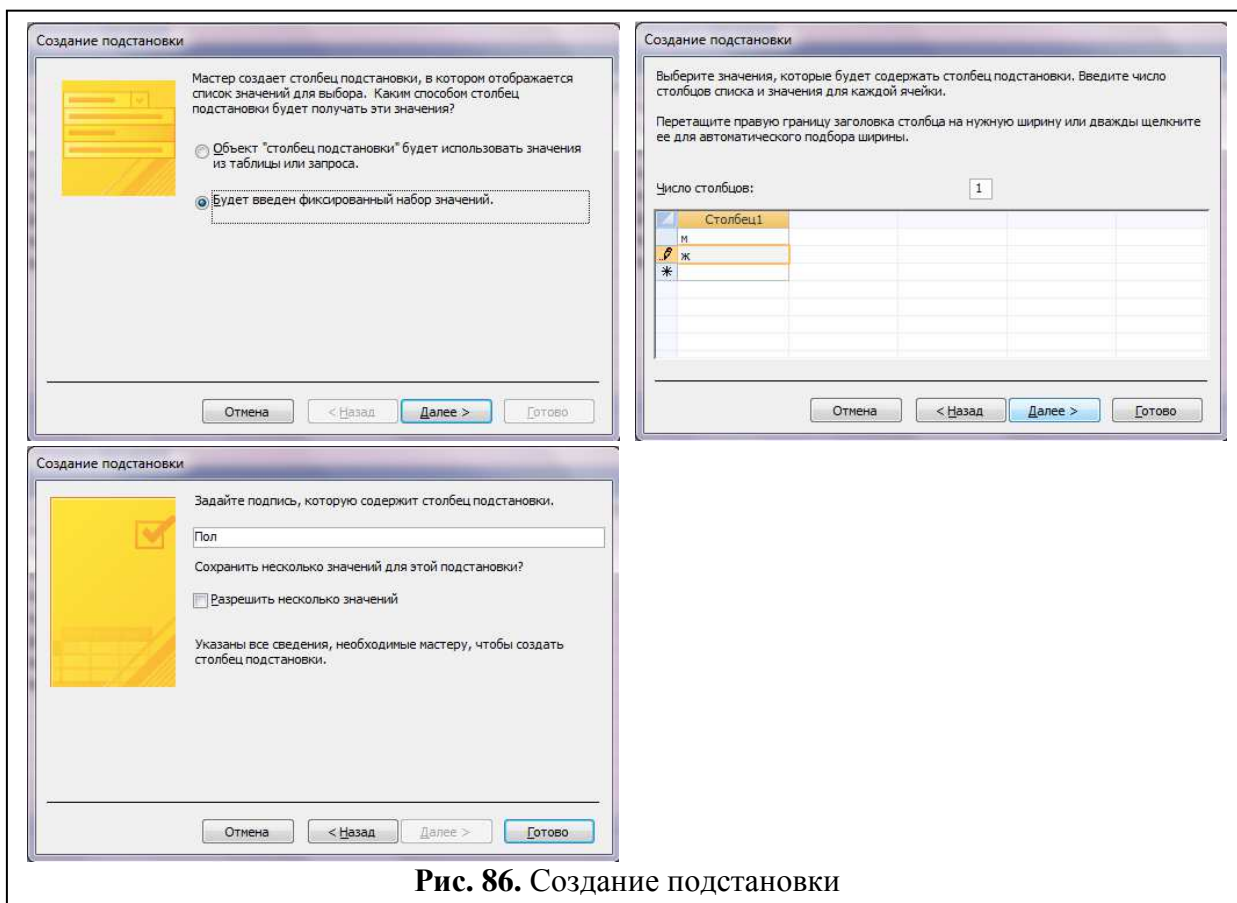 Создание подстановки
Мастер создает столбец подстановки, в котором отображается
список значений для выбора. Каким способом столбец
подстановки будет получать эти значения?
Объект "столбец подстановки" будет использовать значения
из таблицы или запроса.
Будет введен фиксированный набор значений.
Отмена
< Назад
Далее >
Готово
Создание подстановки
Выберите значения, которые будет содержать столбец подстановки. Введите число
столбцов списка и значения для каждой ячейки.
Перетащите правую границу заголовка столбца на нужную ширину или дважды щелкните
ее для автоматического подбора ширины.
Число столбцов:
1
Столбец1
м
ж
Отмена
< Назад
Далее >
Готово
Создание подстановки
Задайте подпись, которую содержит столбец подстановки.
Пол
Сохранить несколько значений для этой подстановки?
Разрешить несколько значений
Указаны все сведения, необходимые мастеру, чтобы создать
столбец подстановки.
Отмена
< Назад
Далее >
Готово
Рис. 86. Создание подстановки